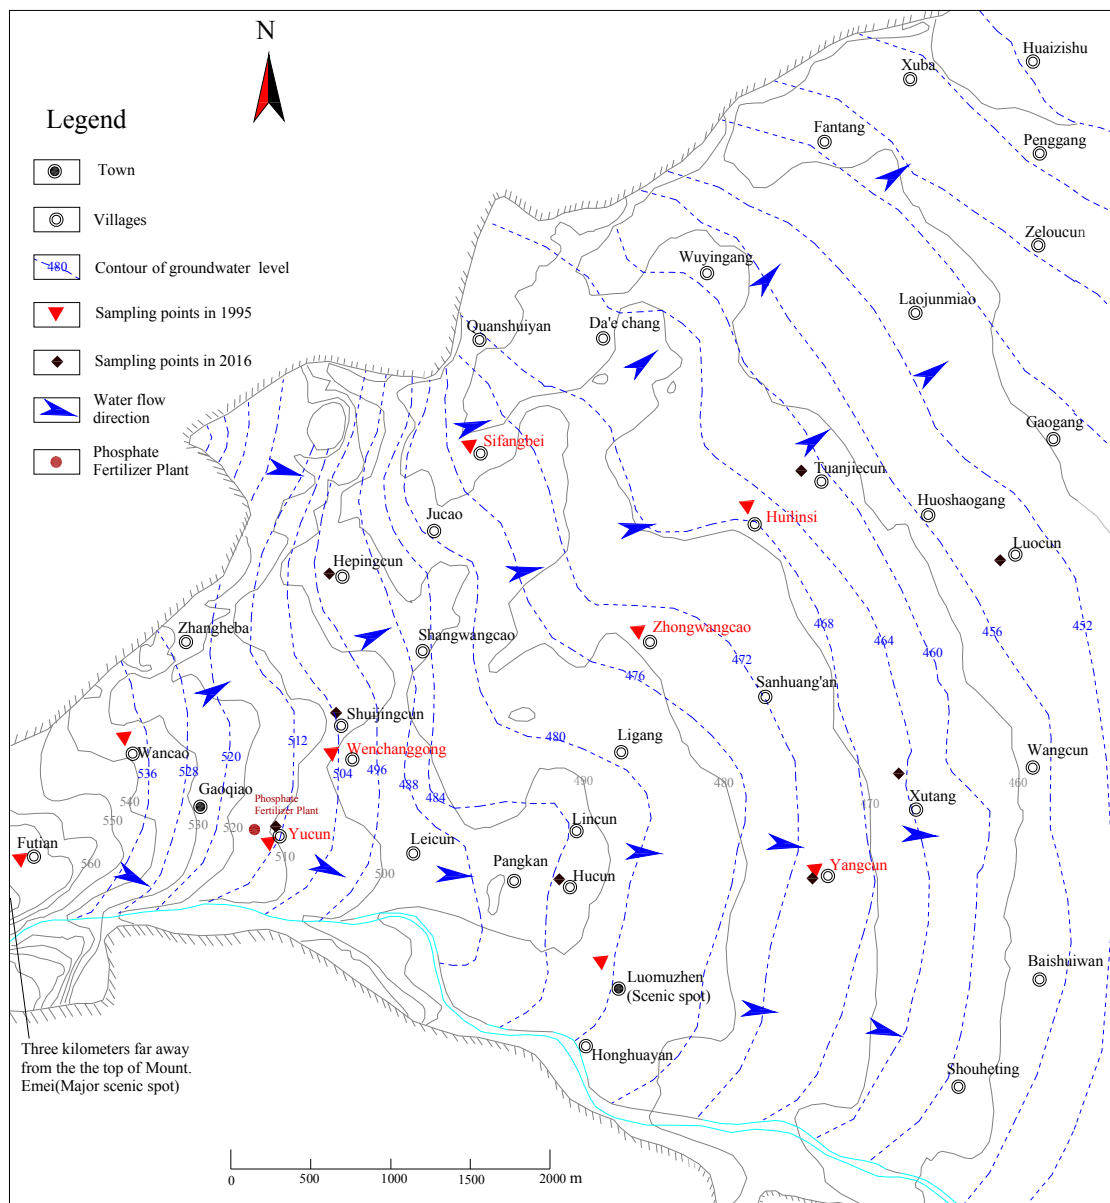 N
Legend
Town
Villages
480
Contour of groundwater level
Sampling points in 1995
Sampling points in 2016
Water flow
direction
Phosphate
Fertilizer Plant
Huaizishu
Xuba
Fantang
Penggang
Zeloucun
Wuyingang
Laojunmiao
Quanshuiyan
Da'e chang
Gaogang
Sifangbei
Tuanjiecun
Huoshaogang
Huilinsi
Jucao
Luocun
Hepingcun
Zhangheba
Shangwangcao
Zhongwangcao
468
464
460
456
452
472
476
Sanhuang'an
Shuijingcun
480
Ligang
Wenchanggong
Wancao
536
528
520
512
504
496
488
484
Wangcun
490
480
470
460
Gaoqiao
Phosphate
Fertilizer Plant
540
550
530
520
510
500
560
Yucun
Xutang
Lincun
Futian
Leicun
Pangkan
Hucun
Yangcun
Luomuzhen
(Scenic spot)
Baishuiwan
Honghuayan
Shouheting
Three kilometers far away
from the the top of Mount.
Emei(Major scenic spot)
0
500
1000
1500
2000 m